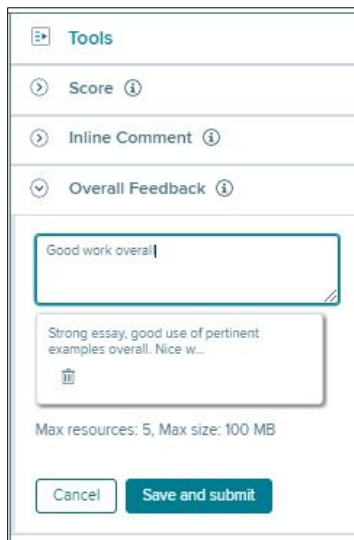 Tools
Score
Inline Comment
Overall Feedback
Good work overall
Strong essay, good use of pertinent
examples overall. Nice w...
Max resources: 5, Max size: 100 MB
Cancel Save and submit